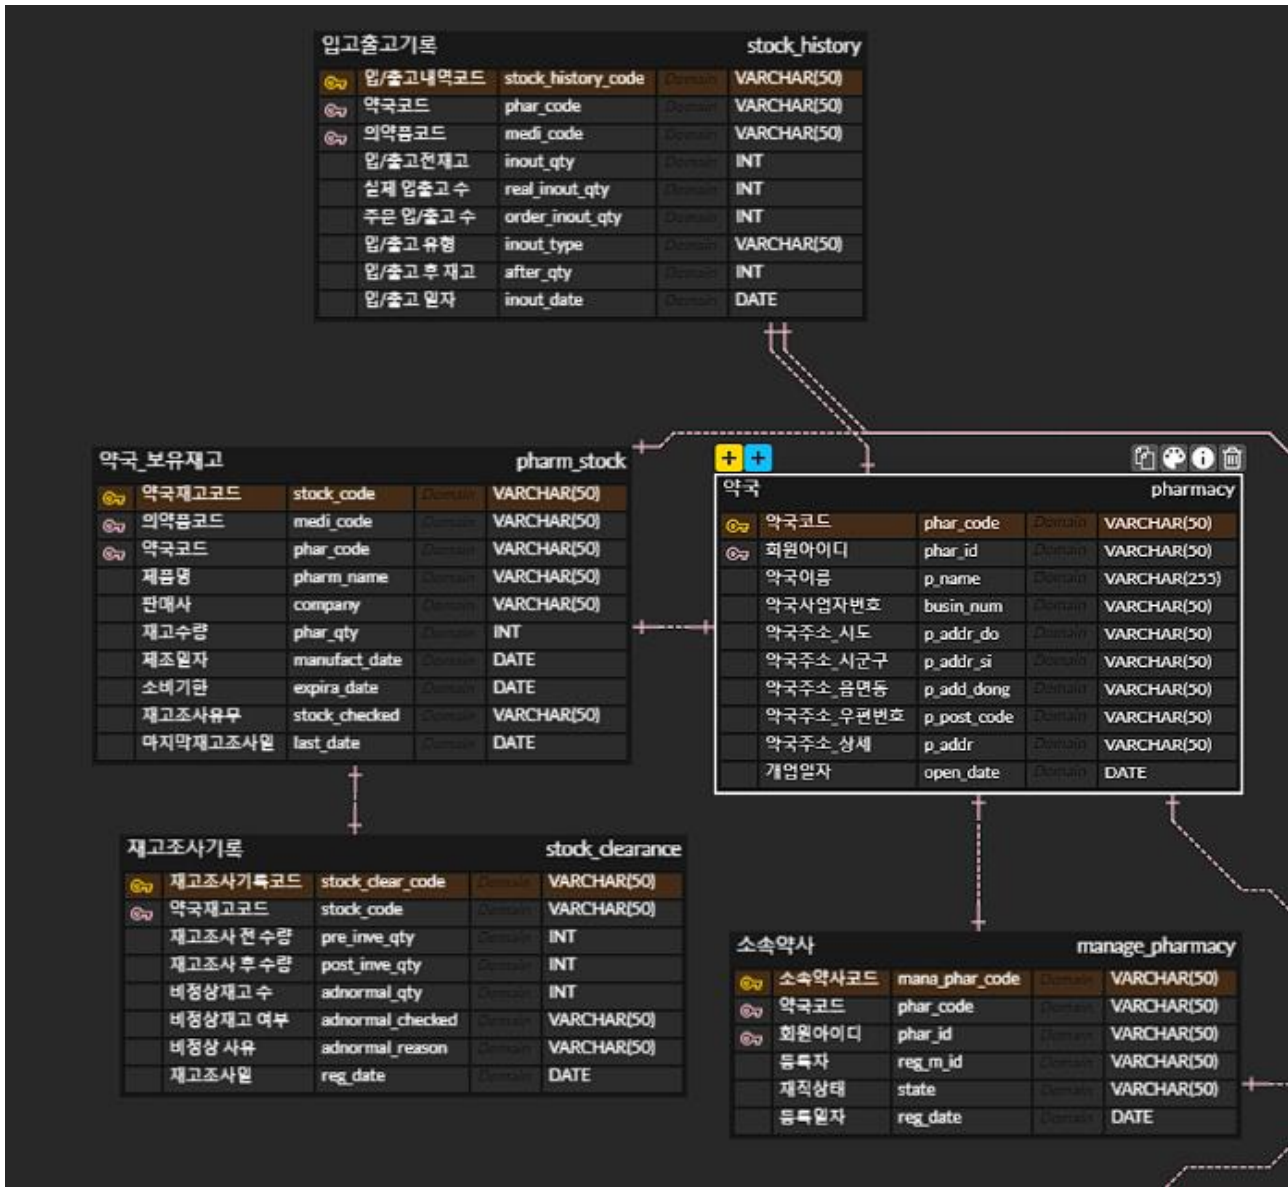 입고출고기록 stock_history
입/출고내역코드 stock_history_code Domain VARCHAR(50)
약국코드 phar_code Domain VARCHAR(50)
의약품코드 medi_code Domain VARCHAR(50)
입/출고전재고 inout_qty Domain INT
실제 입출고 수 real_inout_qty Domain INT
주문 입/출고 수 order_inout_qty Domain INT
입/출고 유형 inout_type Domain VARCHAR(50)
입/출고 후 재고 after_qty Domain INT
입/출고 일자 inout_date Domain DATE
약국_보유재고 pharm_stock
약국재고코드 stock_code Domain VARCHAR(50)
의약품코드 medi_code Domain VARCHAR(50)
약국코드 phar_code Domain VARCHAR(50)
제품명 pharm_name Domain VARCHAR(50)
판매사 company Domain VARCHAR(50)
재고수량 phar_qty Domain INT
제조일자 manufact_date Domain DATE
소비기한 expira_date Domain DATE
재고조사유무 stock_checked Domain VARCHAR(50)
마지막재고조사일 last_date Domain DATE
약국 pharmacy
약국코드 phar_code Domain VARCHAR(50)
회원아이디 phar_id Domain VARCHAR(50)
약국이름 p_name Domain VARCHAR(255)
약국사업자번호 busin_num Domain VARCHAR(50)
약국주소_시도 p_addr_do Domain VARCHAR(50)
약국주소_시군구 p_addr_si Domain VARCHAR(50)
약국주소_읍면동 p_add_dong Domain VARCHAR(50)
약국주소_우편번호 p_post_code Domain VARCHAR(50)
약국주소_상세 p_addr Domain VARCHAR(50)
개업일자 open_date Domain DATE
재고조사기록 stock_clearance
재고조사기록코드 stock_clear_code Domain VARCHAR(50)
약국재고코드 stock_code Domain VARCHAR(50)
재고조사 전 수량 pre_inve_qty Domain INT
재고조사 후 수량 post_inve_qty Domain INT
비정상재고 수 adnormal_qty Domain INT
비정상재고 여부 adnormal_checked Domain VARCHAR(50)
비정상 사유 adnormal_reason Domain VARCHAR(50)
재고조사일 reg_date Domain DATE
소속약사 manage_pharmacy
소속약사코드 mana_phar_code Domain VARCHAR(50)
약국코드 phar_code Domain VARCHAR(50)
회원아이디 phar_id Domain VARCHAR(50)
등록자 reg_m_id Domain VARCHAR(50)
재직상태 state Domain VARCHAR(50)
등록일자 reg_date Domain DATE